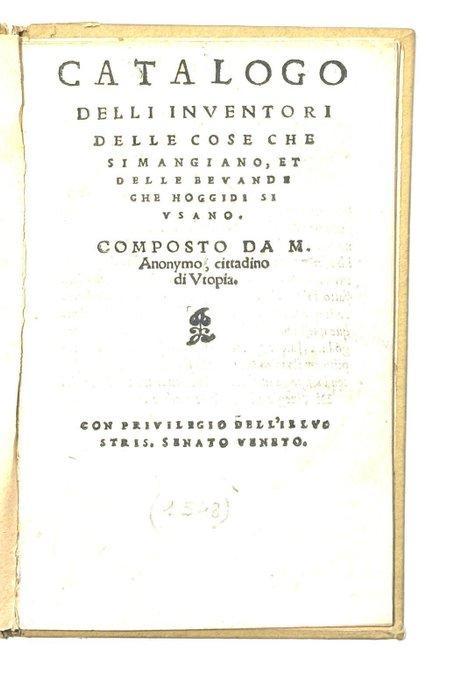 CATALOGO
DELLI INVENTORI
DELLE COSE CHE
SI MANGIANO, ET
DELLE BEVANDE
CHE HOGGIDI SI
VSANO.
COMPOSTO DA M.
Anonymo, cittadino
di Vtopia.
CON PRIVILEGIO DELL'ILLVS
STRIS. SENATO VENETO.
(1548)